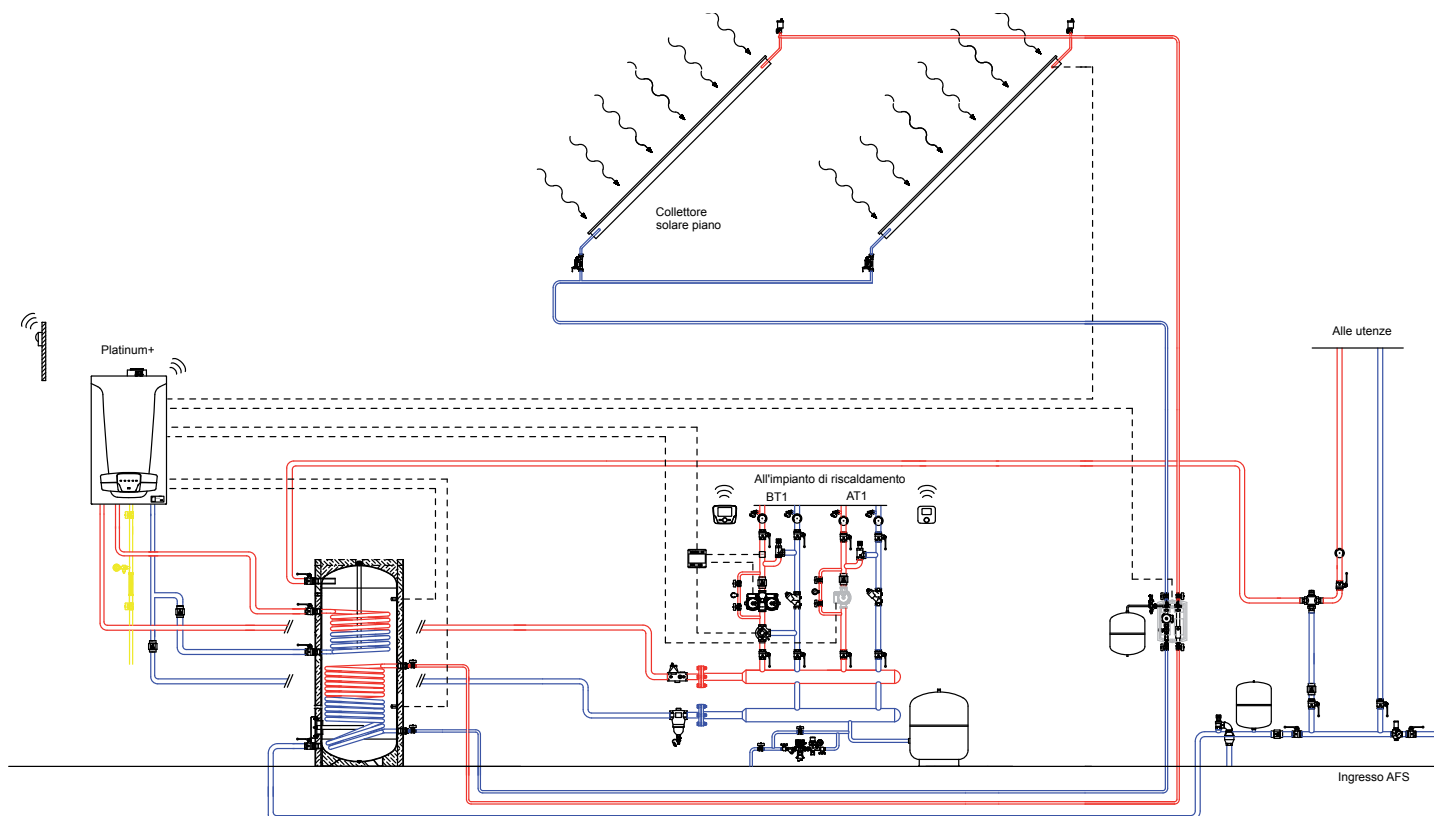 Collettore
solare piano
Alle utenze
Platinum+
All'impianto di riscaldamento
BT1
AT1
Ingresso AFS